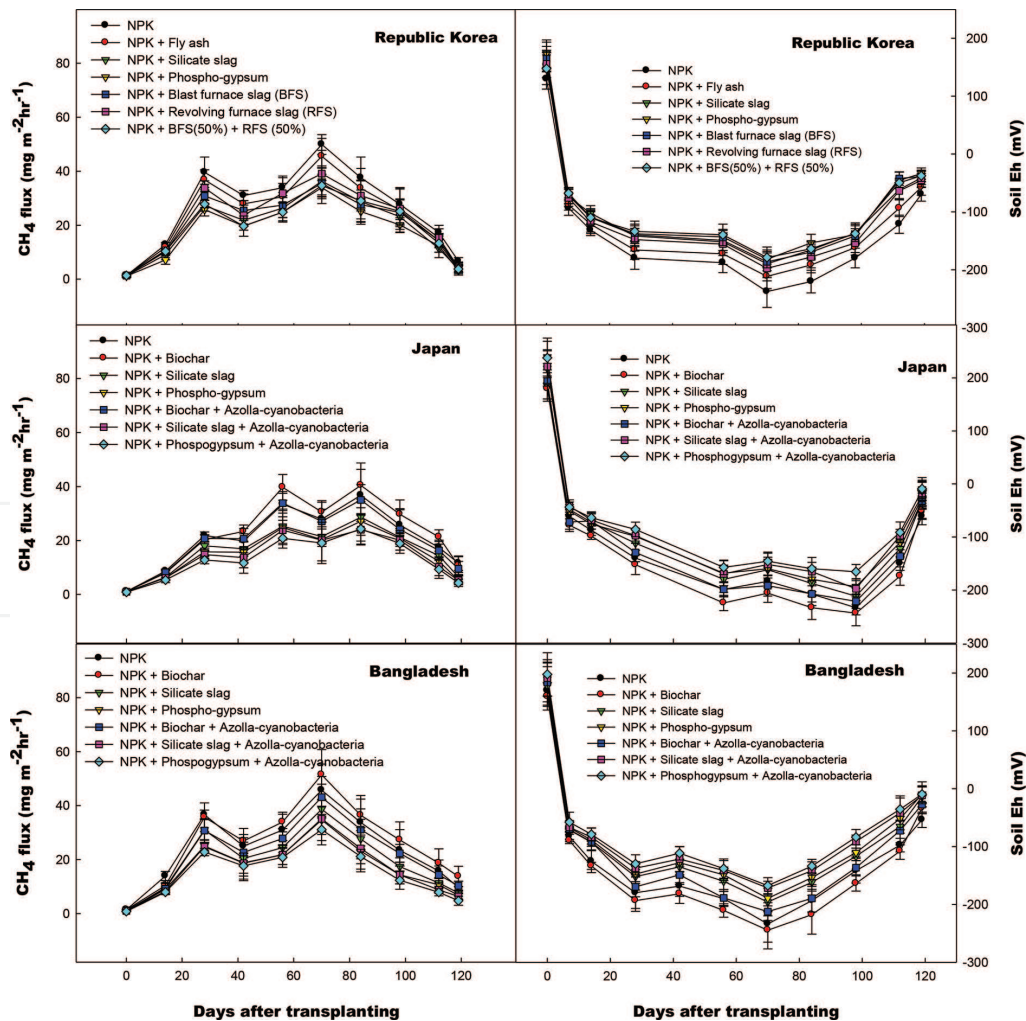 Republic Korea
NPK
NPK + Fly ash
NPK + Silicate slag
NPK + Phospho-gypsum
NPK + Blast furnace slag (BFS)
NPK + Revolving furnace slag (RFS)
NPK + BFS(50%) + RFS (50%)
CH4 flux (mg m-2hr-1)
80
60
40
20
0
Republic Korea
NPK
NPK + Fly ash
NPK + Silicate slag
NPK + Phospho-gypsum
NPK + Blast furnace slag (BFS)
NPK + Revolving furnace slag (RFS)
NPK + BFS(50%) + RFS (50%)
200
100
0
-100
-200
-300
Soil Eh (mV)
Japan
NPK
NPK + Biochar
NPK + Silicate slag
NPK + Phospho-gypsum
NPK + Biochar + Azolla-cyanobacteria
NPK + Silicate slag + Azolla-cyanobacteria
NPK + Phospogypsum + Azolla-cyanobacteria
CH4 flux (mg m-2hr-1)
80
60
40
20
0
Japan
NPK
NPK + Biochar
NPK + Silicate slag
NPK + Phospho-gypsum
NPK + Biochar + Azolla-cyanobacteria
NPK + Silicate slag + Azolla-cyanobacteria
NPK + Phosphogypsum + Azolla-cyanobacteria
200
0
-100
-200
-300
Soil Eh (mV)
Bangladesh
NPK
NPK + Biochar
NPK + Silicate slag
NPK + Phospho-gypsum
NPK + Biochar + Azolla-cyanobacteria
NPK + Silicate slag + Azolla-cyanobacteria
NPK + Phospogypsum + Azolla-cyanobacteria
CH4 flux (mg m-2hr-1)
80
60
40
20
0
0 20 40 60 80 100 120
Days after transplanting
Bangladesh
NPK
NPK + Biochar
NPK + Silicate slag
NPK + Phospho-gypsum
NPK + Biochar + Azolla-cyanobacteria
NPK + Silicate slag + Azolla-cyanobacteria
NPK + Phosphogypsum + Azolla-cyanobacteria
200
100
0
-100
-200
-300
Soil Eh (mV)
0 20 40 60 80 100 120
Days after transplanting